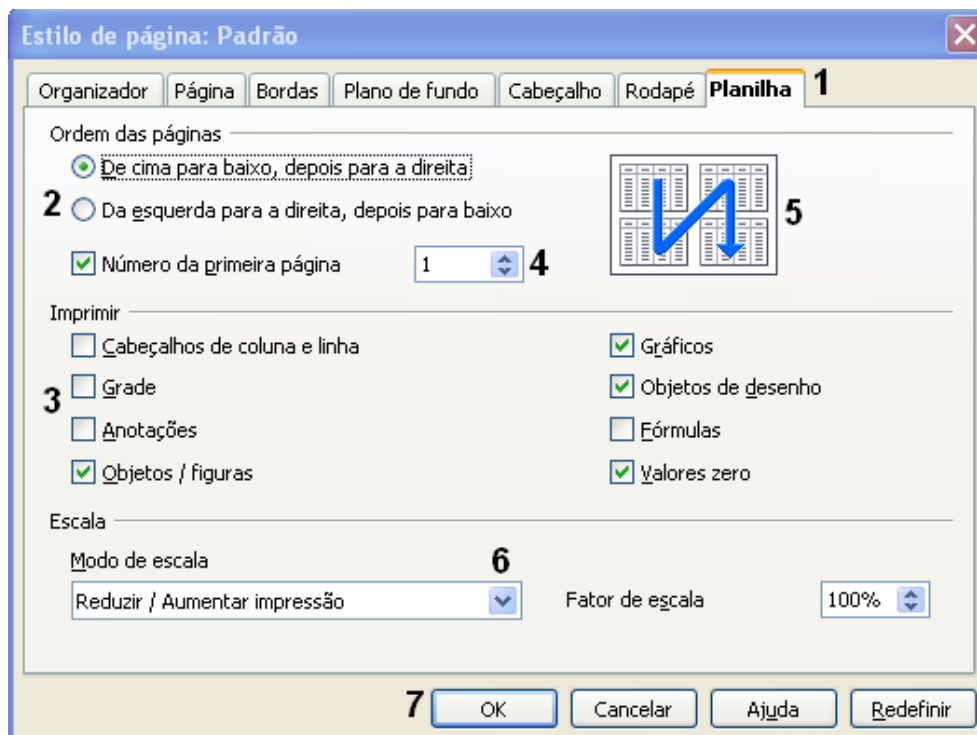 Estilo de página: Padrão
Organizador Página Bordas Plano de fundo Cabeçalho Rodapé Planilha 1
Ordem das páginas
De cima para baixo, depois para a direita
2 Da esquerda para a direita, depois para baixo 5
Número da primeira página 1 4
Imprimir
Cabeçalhos de coluna e linha Gráficos
3 Grade Objetos de desenho
Anotações Fórmulas
Objetos / figuras Valores zero
Escala
Modo de escala 6
Reduzir / Aumentar impressão Fator de escala 100%
7 OK Cancelar Ajuda Redefinir